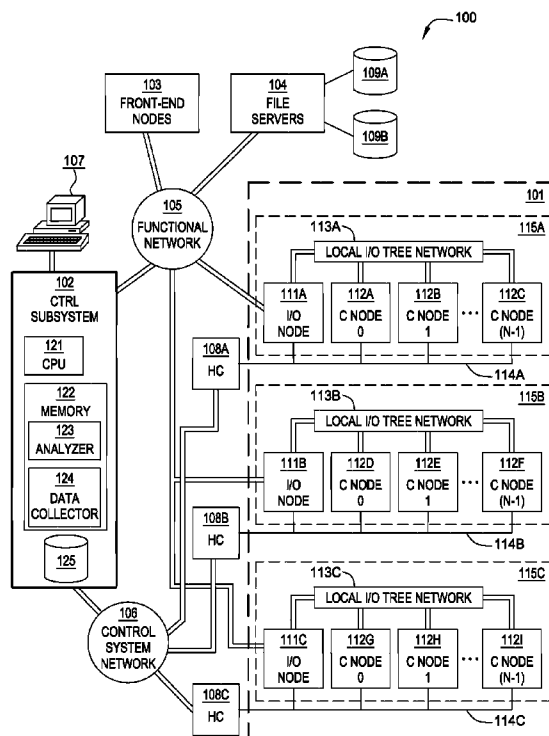 100
103
FRONT-END
NODES
104
FILE
SERVERS
109A
109B
107
105
FUNCTIONAL
NETWORK
101
115A
113A
LOCAL I/O TREE NETWORK
111A
I/O
NODE
112A
C NODE
0
112B
C NODE
1
...
112C
C NODE
(N-1)
114A
102
CTRL
SUBSYSTEM
121
CPU
122
MEMORY
123
ANALYZER
124
DATA
COLLECTOR
125
108A
HC
115B
113B
LOCAL I/O TREE NETWORK
111B
I/O
NODE
112D
C NODE
0
112E
C NODE
1
...
112F
C NODE
(N-1)
114B
108B
HC
115C
113C
LOCAL I/O TREE NETWORK
111C
I/O
NODE
112G
C NODE
0
112H
C NODE
1
...
112I
C NODE
(N-1)
114C
106
CONTROL
SYSTEM
NETWORK
108C
HC